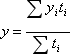 y = ∑ y_i t_i / ∑ t_i